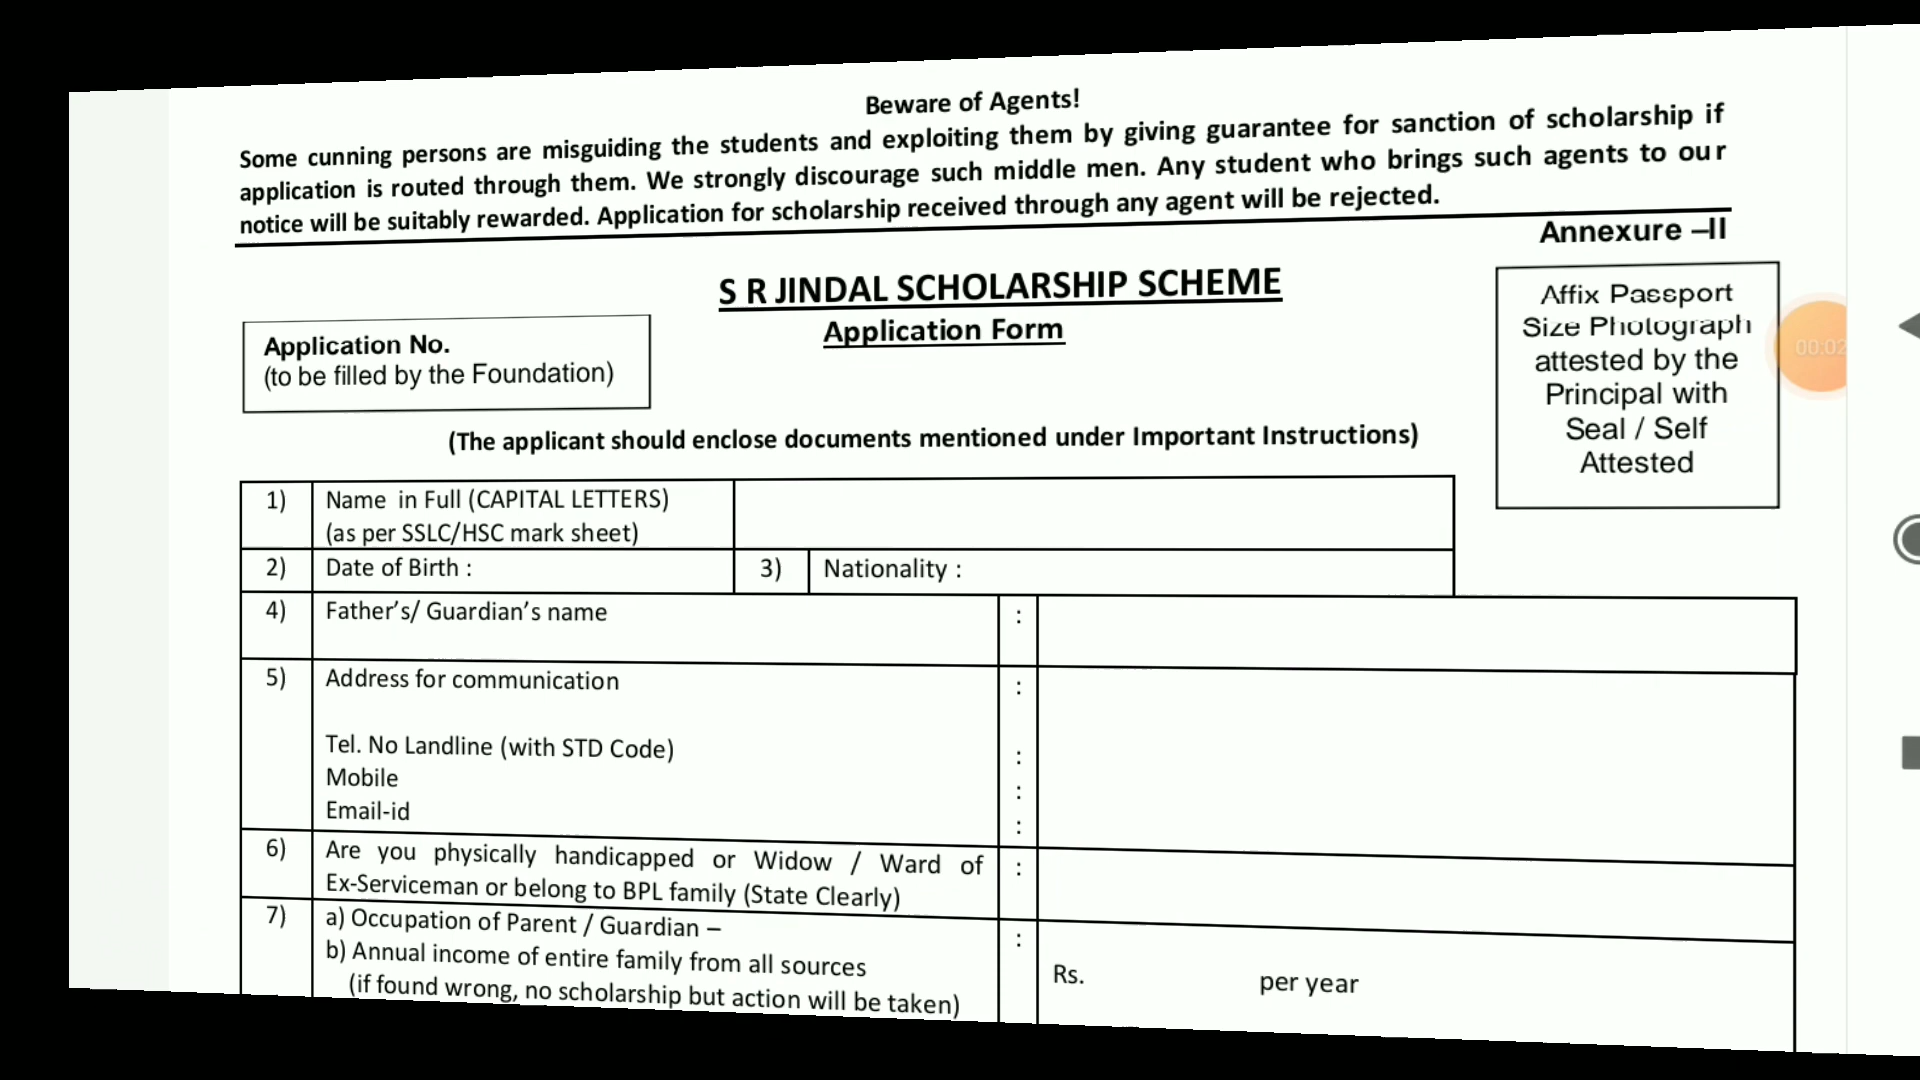 Beware of Agents!
Some cunning persons are misguiding the students and exploiting them by giving guarantee for sanction of scholarship if
application is routed through them. We strongly discourage such middle men. Any student who brings such agents to our
notice will be suitably rewarded. Application for scholarship received through any agent will be rejected.
Annexure –II
S R JINDAL SCHOLARSHIP SCHEME
Application Form
Application No.
(to be filled by the Foundation)
Affix Passport
Size Photograph
attested by the
Principal with
Seal / Self
Attested
00:02
(The applicant should enclose documents mentioned under Important Instructions)
1) Name in Full (CAPITAL LETTERS)
(as per SSLC/HSC mark sheet)
2) Date of Birth : 3) Nationality :
4) Father's/ Guardian's name :
5) Address for communication :
Tel. No Landline (with STD Code) :
Mobile :
Email-id :
6) Are you physically handicapped or Widow / Ward of :
Ex-Serviceman or belong to BPL family (State Clearly)
7) a) Occupation of Parent / Guardian – :
b) Annual income of entire family from all sources
Rs. per year
(if found wrong, no scholarship but action will be taken)